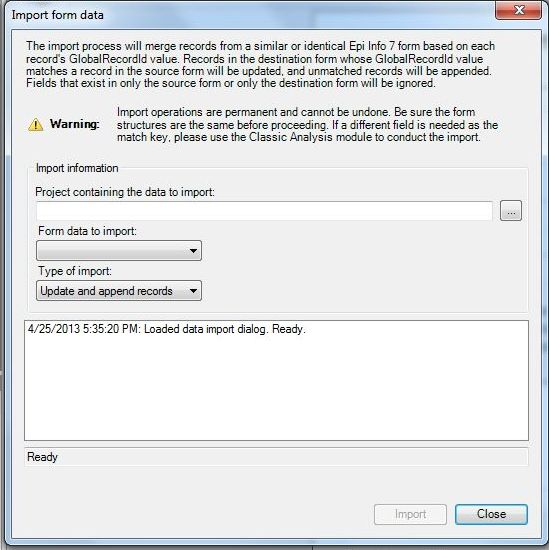 Import form data
The import process will merge records from a similar or identical Epi Info 7 form based on each
record's GlobalRecordId value. Records in the destination form whose GlobalRecordId value
matches a record in the source form will be updated, and unmatched records will be appended.
Fields that exist in only the source form or only the destination form will be ignored.
Warning:
Import operations are permanent and cannot be undone. Be sure the form
structures are the same before proceeding. If a different field is needed as the
match key, please use the Classic Analysis module to conduct the import.
Import information
Project containing the data to import:
...
Form data to import:
Type of import:
Update and append records
4/25/2013 5:35:20 PM: Loaded data import dialog. Ready.
Ready
Import
Close